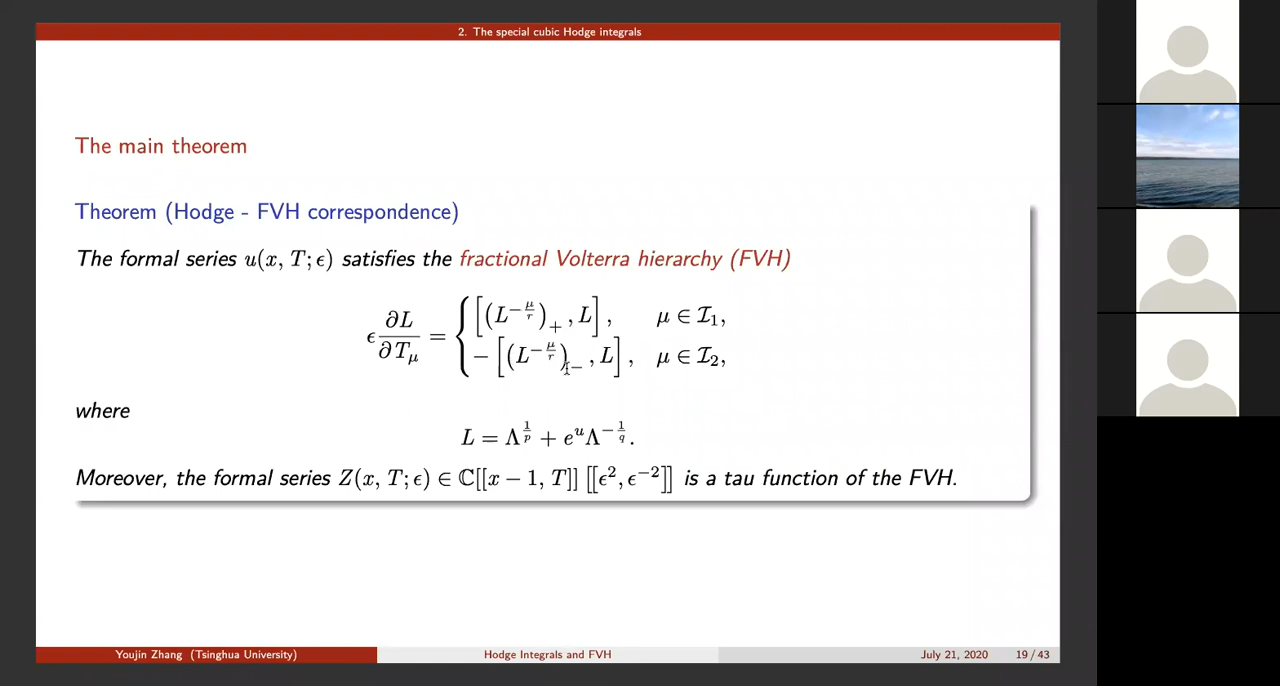 2. The special cubic Hodge integrals
The main theorem
Theorem (Hodge - FVH correspondence)
The formal series u(x, T; ϵ) satisfies the fractional Volterra hierarchy (FVH)
ϵ ∂L/∂T_μ = { [(L^{-μ/r})_+, L], μ ∈ I_1,
-[(L^{-μ/r})_-, L], μ ∈ I_2,
where
L = Λ^{1/p} + e^u Λ^{-1/q}.
Moreover, the formal series Z(x, T; ϵ) ∈ ℂ[[x − 1, T]] [[ϵ^2, ϵ^{-2}]] is a tau function of the FVH.
Youjin Zhang (Tsinghua University) Hodge Integrals and FVH July 21, 2020 19 / 43